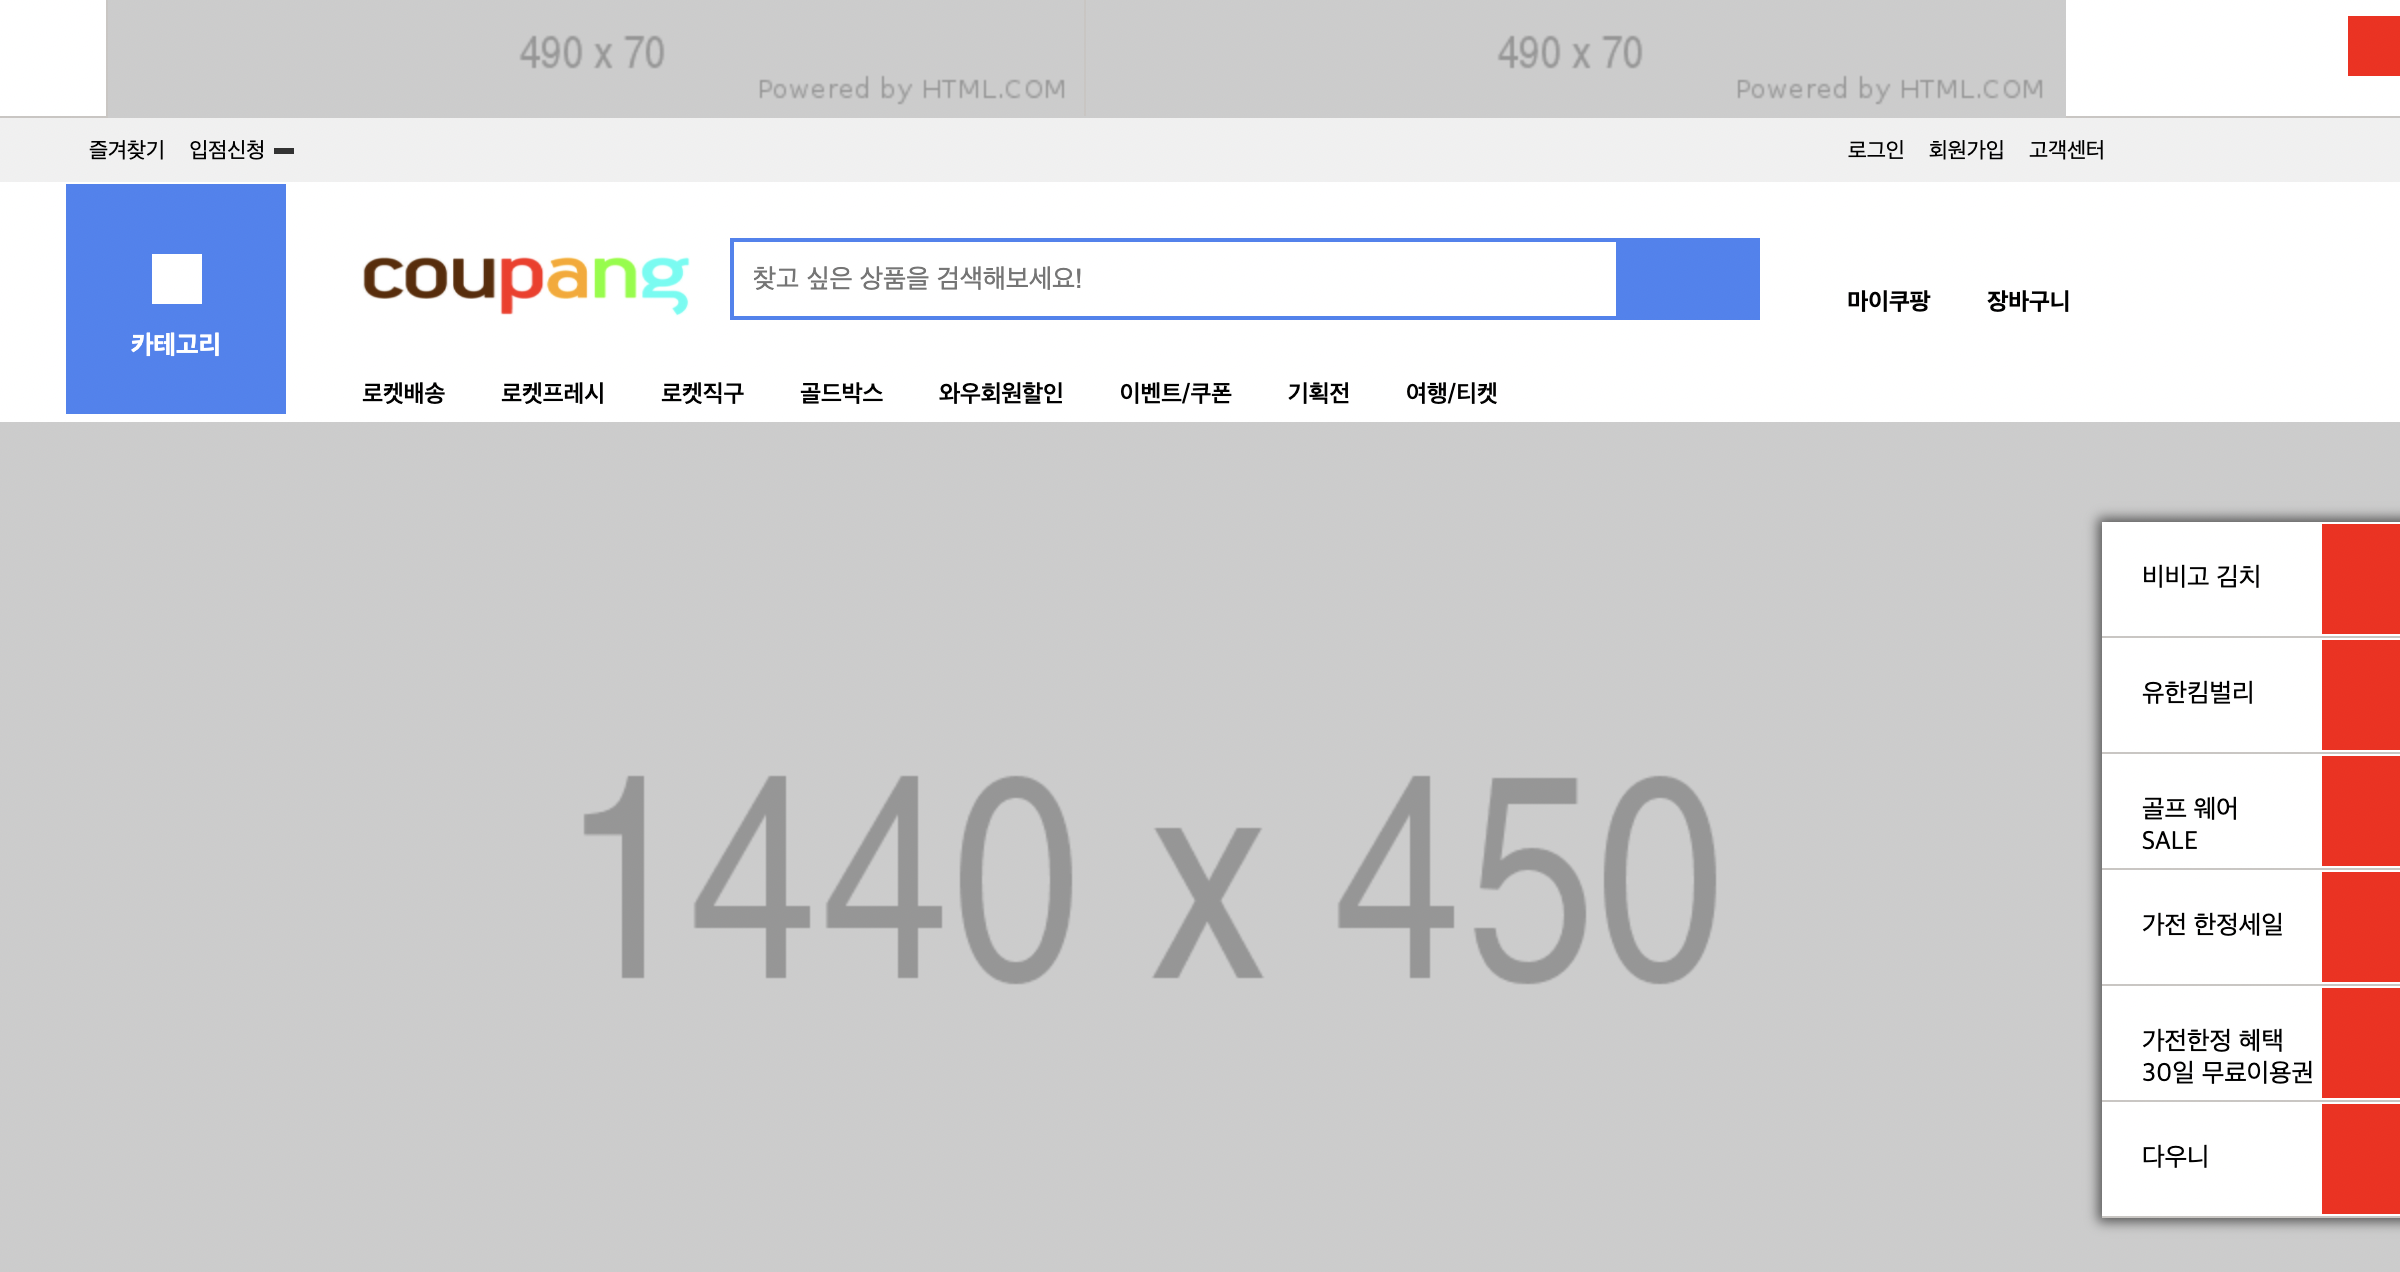 490 x 70
Powered by HTML.COM
490 x 70
Powered by HTML.COM
즐겨찾기 입점신청
로그인 회원가입 고객센터
카테고리
coupang
찾고 싶은 상품을 검색해보세요!
마이쿠팡 장바구니
로켓배송 로켓프레시 로켓직구 골드박스 와우회원할인 이벤트/쿠폰 기획전 여행/티켓
1440 x 450
비비고 김치
유한킴벌리
골프 웨어
SALE
가전 한정세일
가전한정 혜택
30일 무료이용권
다우니